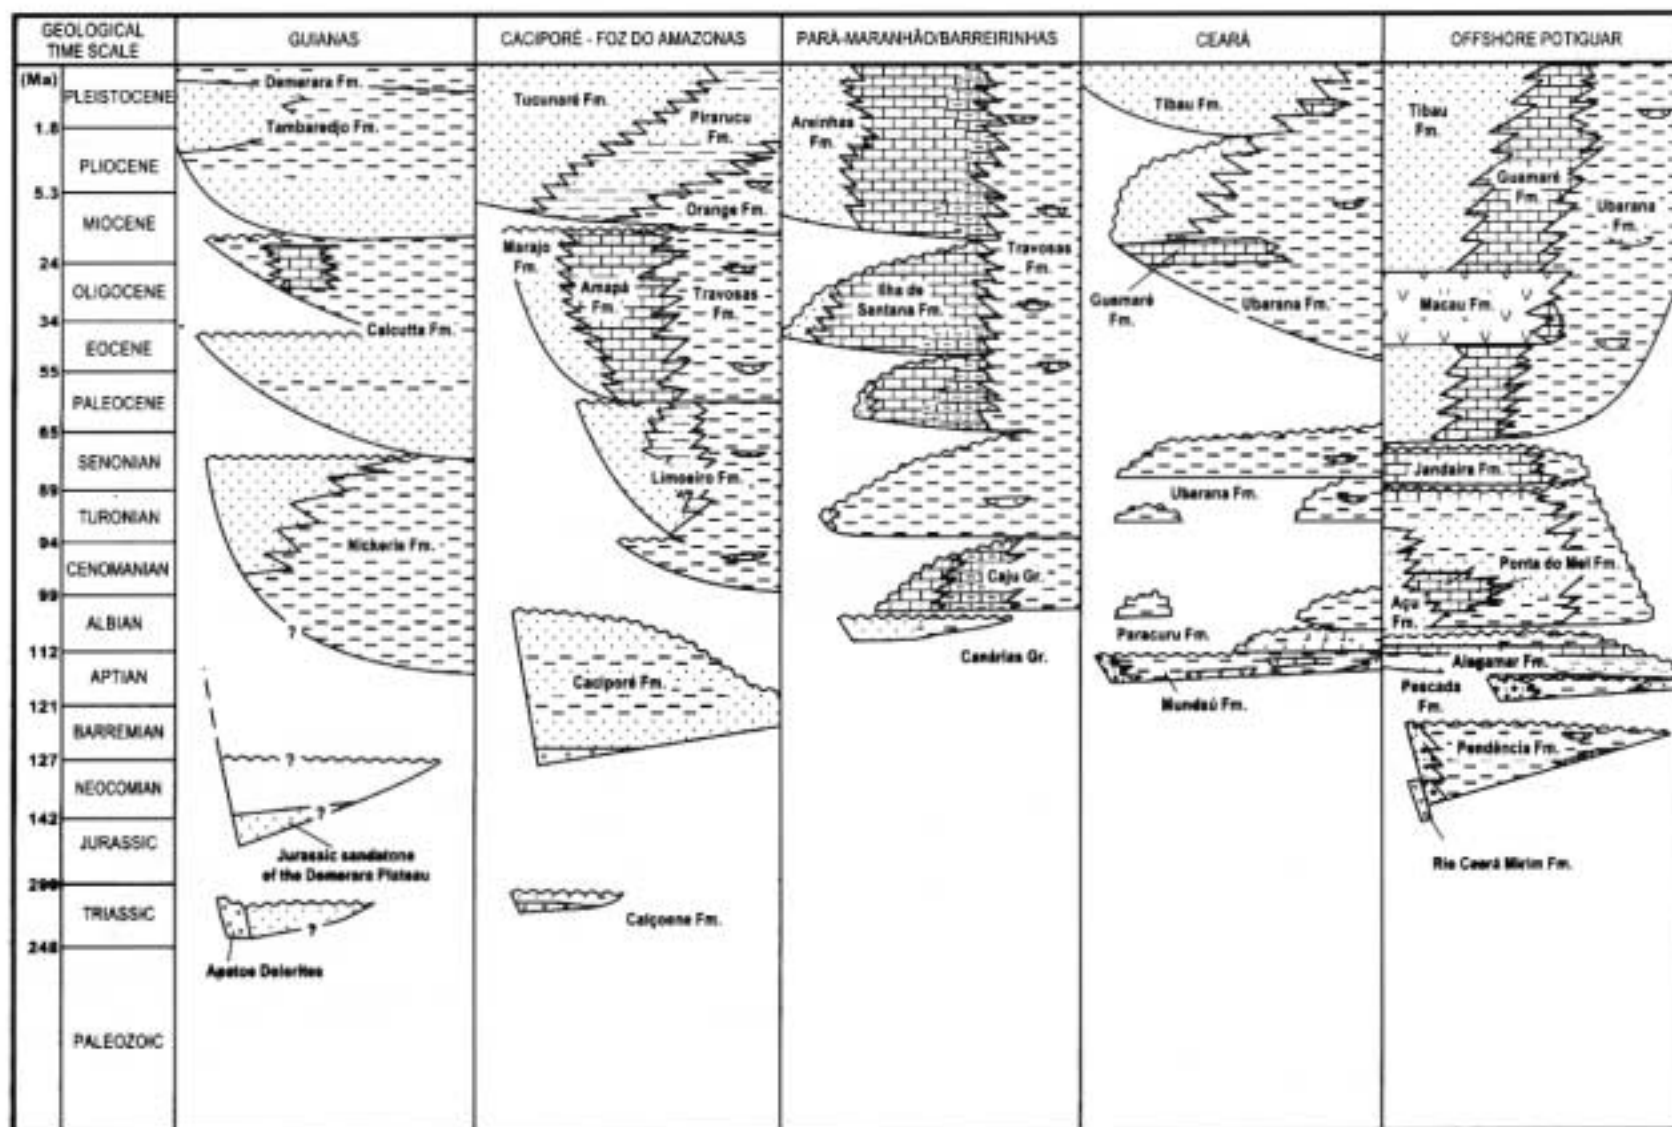 GEOLOGICAL
TIME SCALE
GUIANAS
CACIPORÉ - FOZ DO AMAZONAS
PARÁ-MARANHÃO/BARREIRINHAS
CEARÁ
OFFSHORE POTIGUAR
(Ma)
PLEISTOCENE
1.8
PLIOCENE
5.3
MIOCENE
24
OLIGOCENE
34
EOCENE
55
PALEOCENE
65
SENONIAN
89
TURONIAN
94
CENOMANIAN
99
ALBIAN
112
APTIAN
121
BARREMIAN
127
NEOCOMIAN
142
JURASSIC
TRIASSIC
248
PALEOZOIC
Demerara Fm.
Tambaredjo Fm.
Calcutta Fm.
Nickerie Fm.
?
?
?
Jurassic sandstone
of the Demerara Plateau
?
Apatoe Dolerites
Tucunaré Fm.
Pirarucu
Fm.
Orange Fm.
Marajo
Fm.
Amapá
Fm.
Travosas
Fm.
Limoeiro Fm.
Caciporé Fm.
Calçoene Fm.
Areinhas
Fm.
Travosas
Fm.
Ilha de
Santana Fm.
Caju Gr.
Canárias Gr.
Tibau Fm.
Guamaré
Fm.
Ubarana Fm.
Ubarana Fm.
Paracuru Fm.
Mundaú Fm.
Tibau
Fm.
Guamaré
Fm.
Ubarana
Fm.
Macau Fm.
Jandaíra Fm.
Ponta do Mel Fm.
Açu
Fm.
Alagamar Fm.
Pescada
Fm.
Pendência Fm.
Rio Ceará Mirim Fm.